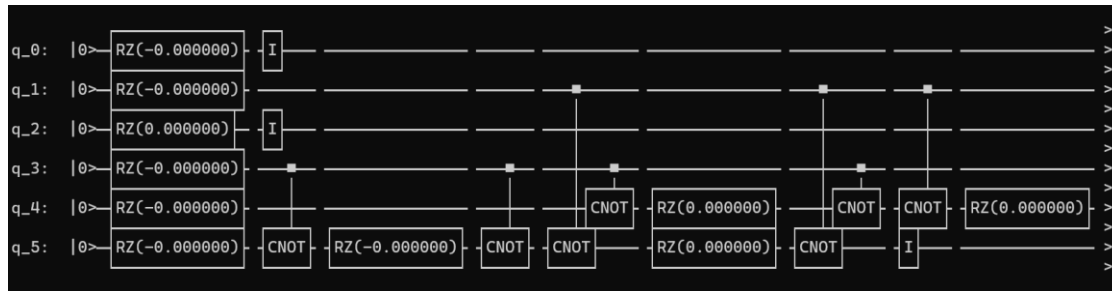 >
q_0: |0> RZ(-0.000000) I >
>
q_1: |0> RZ(-0.000000) >
>
q_2: |0> RZ(0.000000) I >
>
q_3: |0> RZ(-0.000000) >
>
q_4: |0> RZ(-0.000000) CNOT RZ(0.000000) CNOT CNOT RZ(0.000000) >
>
q_5: |0> RZ(-0.000000) CNOT RZ(-0.000000) CNOT CNOT RZ(0.000000) CNOT I >
>